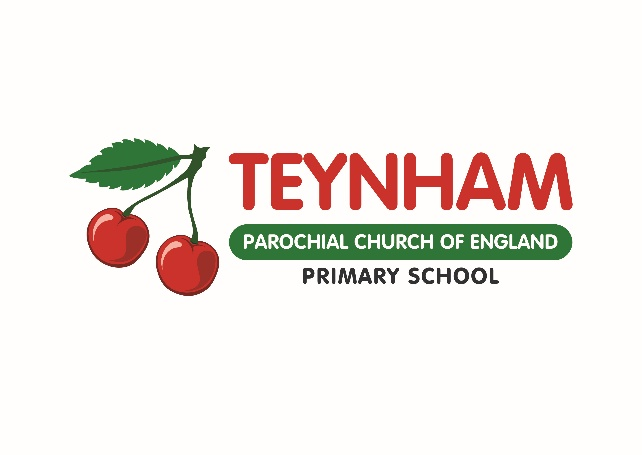 TEYNHAM
PAROCHIAL CHURCH OF ENGLAND
PRIMARY SCHOOL